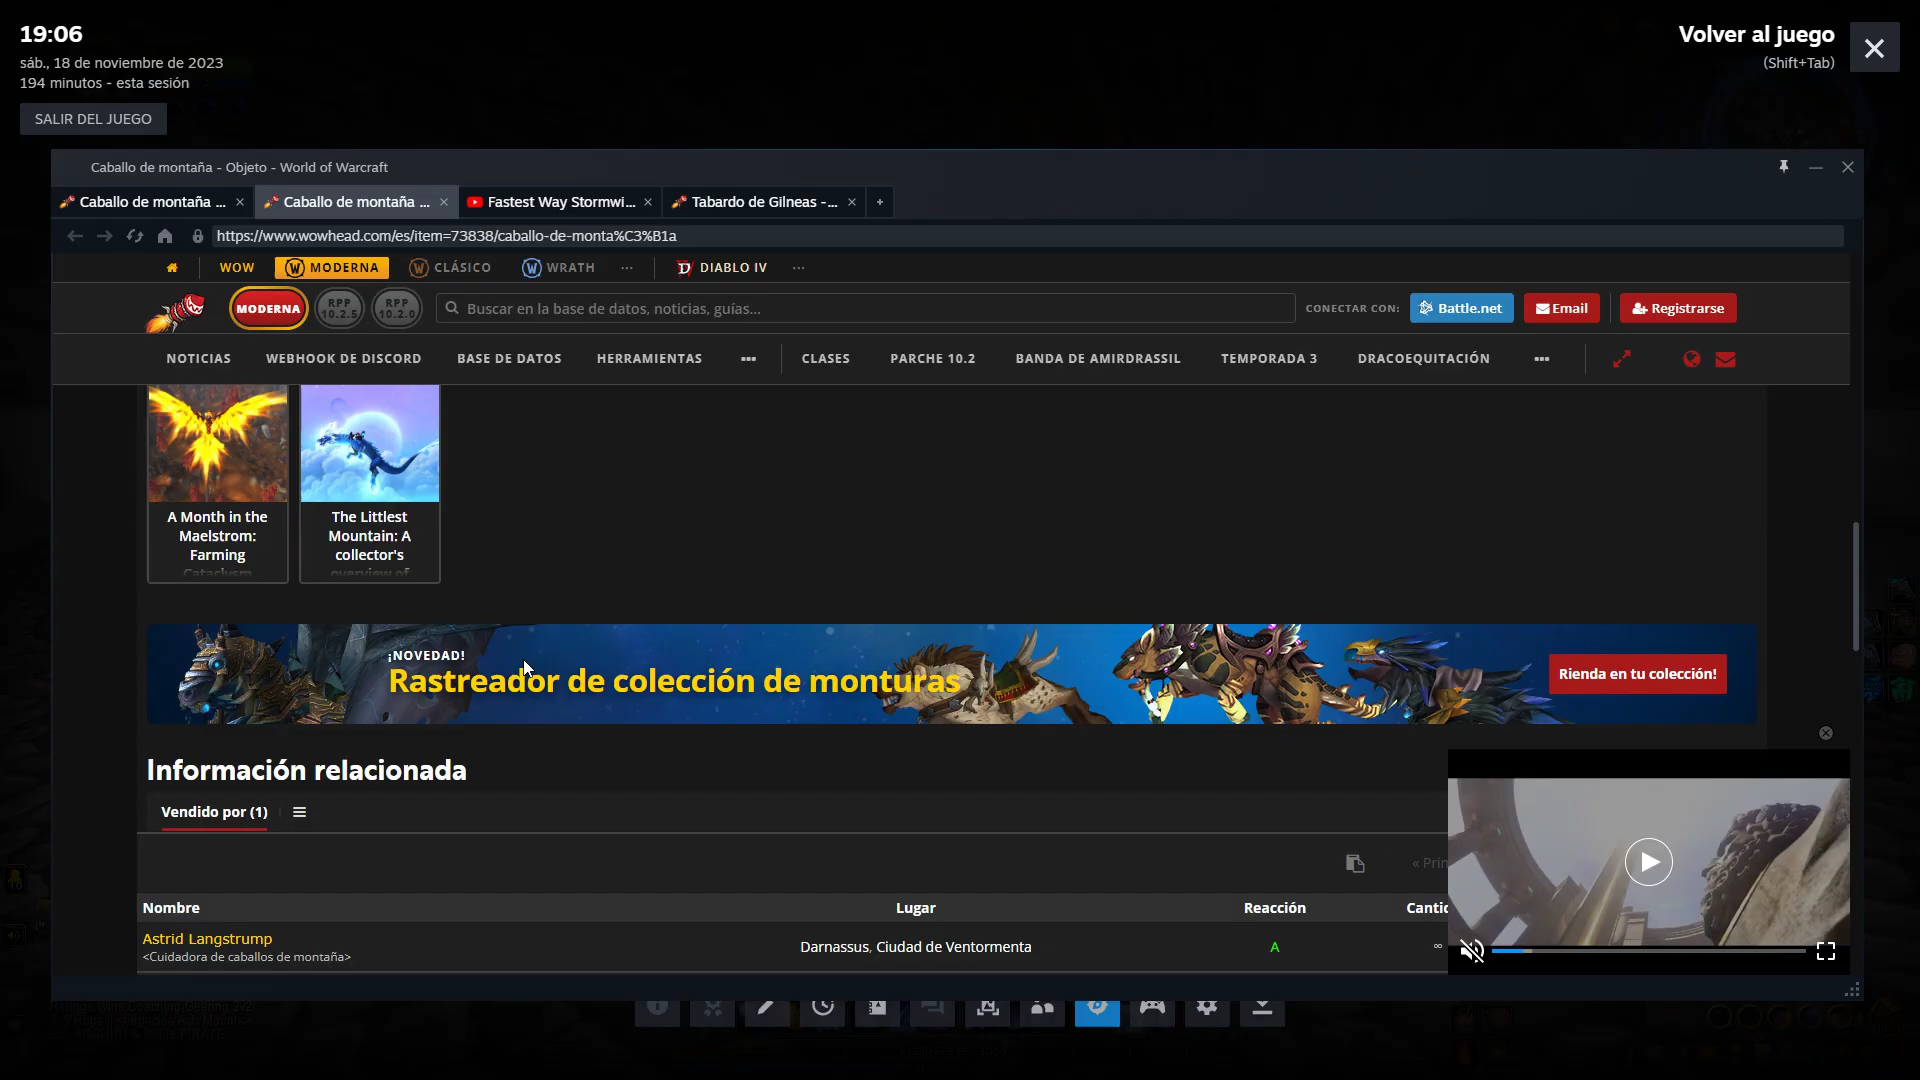 19:06
sáb., 18 de noviembre de 2023
194 minutos - esta sesión
SALIR DEL JUEGO
Volver al juego
(Shift+Tab)
Caballo de montaña - Objeto - World of Warcraft
Caballo de montaña ...
Caballo de montaña ...
Fastest Way Stormwi...
Tabardo de Gilneas -...
https://www.wowhead.com/es/item=73838/caballo-de-monta%C3%B1a
WOW
MODERNA
CLÁSICO
WRATH
DIABLO IV
MODERNA
RPP 10.2.5
RPP 10.2.0
Buscar en la base de datos, noticias, guías...
CONECTAR CON:
Battle.net
Email
Registrarse
NOTICIAS
WEBHOOK DE DISCORD
BASE DE DATOS
HERRAMIENTAS
CLASES
PARCHE 10.2
BANDA DE AMIRDRASSIL
TEMPORADA 3
DRACOEQUITACIÓN
A Month in the
Maelstrom:
Farming
Cataclysm
The Littlest
Mountain: A
collector's
overview of
¡NOVEDAD!
Rastreador de colección de monturas
Rienda en tu colección!
Información relacionada
Vendido por (1)
« Prim
Nombre
Lugar
Reacción
Cantid
Astrid Langstrump
<Cuidadora de caballos de montaña>
Darnassus, Ciudad de Ventormenta
A
∞